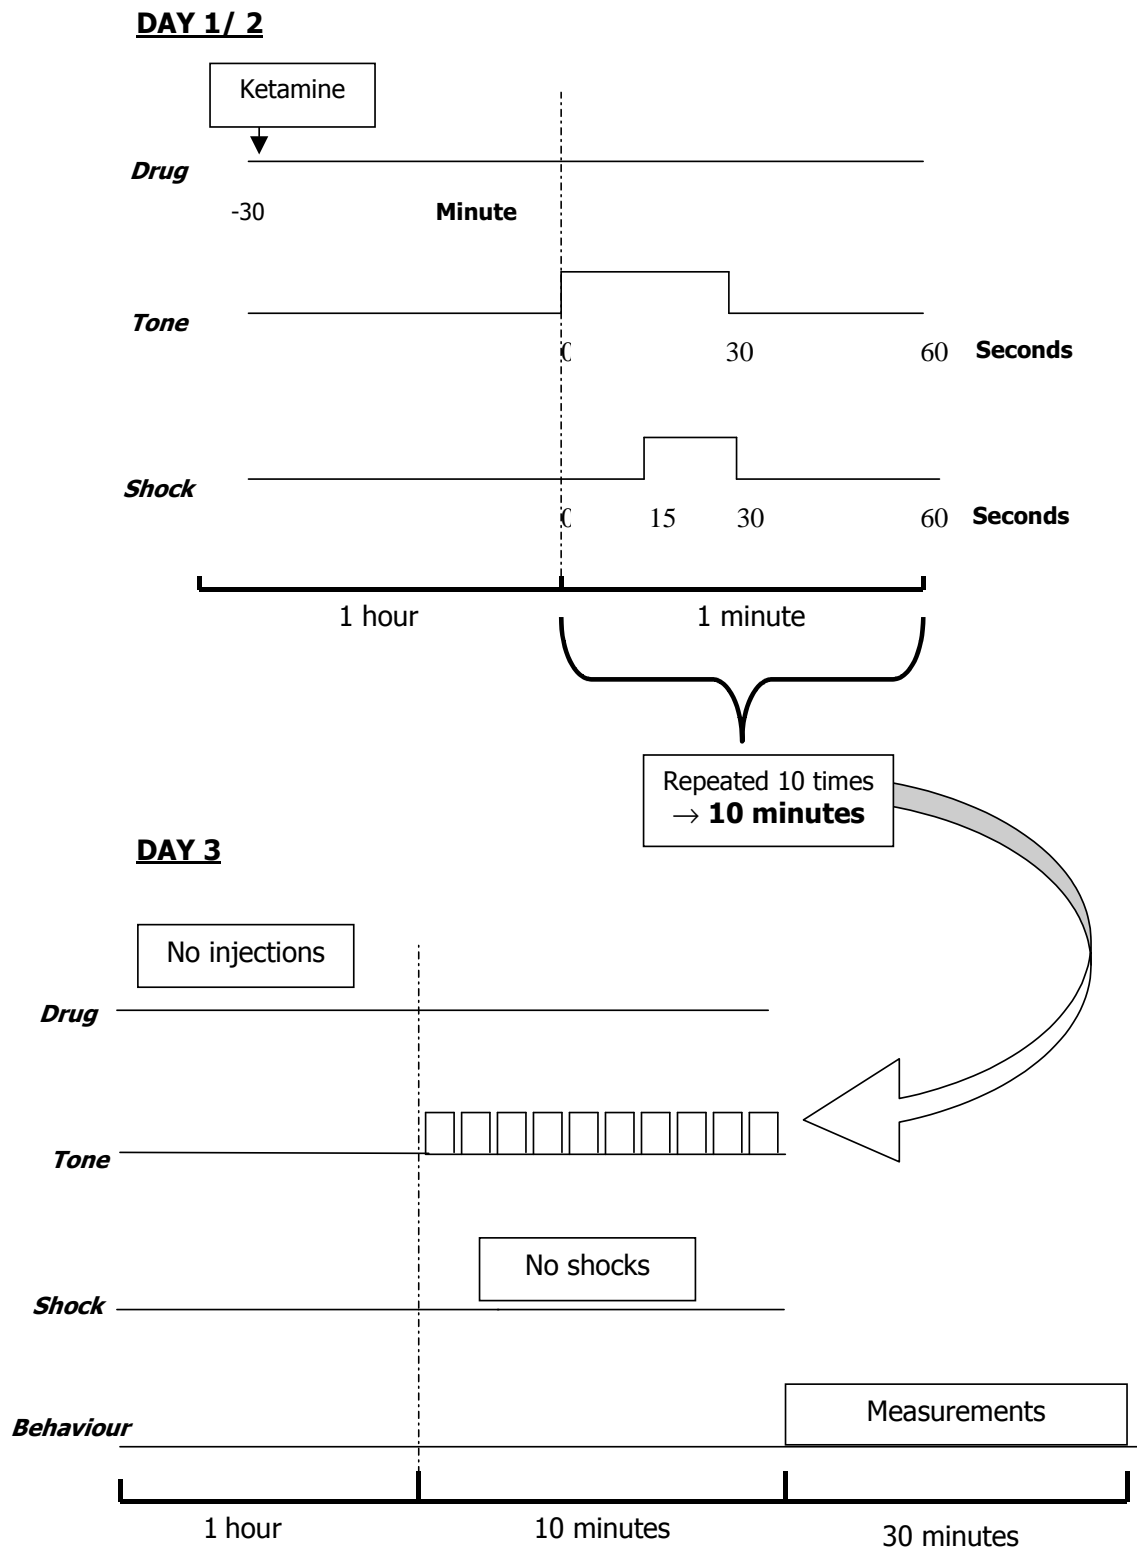 DAY 1/ 2
Ketamine
Drug
-30 Minute
Tone
0 30 60 Seconds
Shock
0 15 30 60 Seconds
1 hour 1 minute
Repeated 10 times
→ 10 minutes
DAY 3
No injections
Drug
Tone
No shocks
Shock
Measurements
Behaviour
1 hour 10 minutes 30 minutes